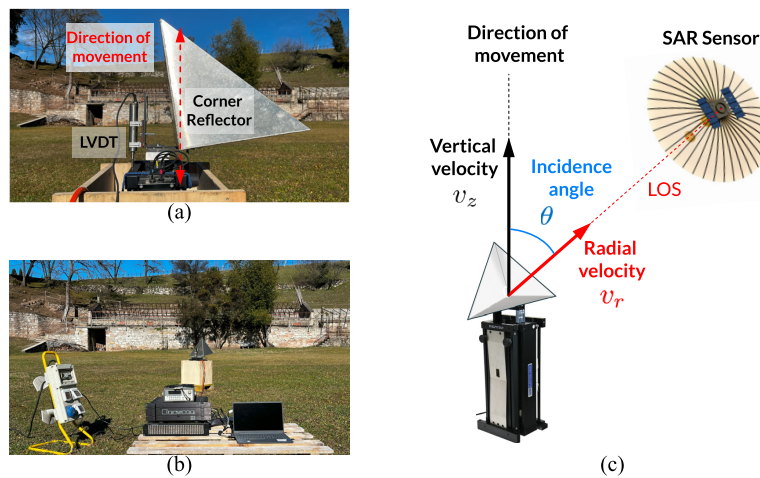 Direction of
movement
Corner
Reflector
LVDT
(a)
(b)
Direction of
movement
SAR Sensor
Vertical
velocity
v_z
Incidence
angle
θ
LOS
Radial
velocity
v_r
(c)